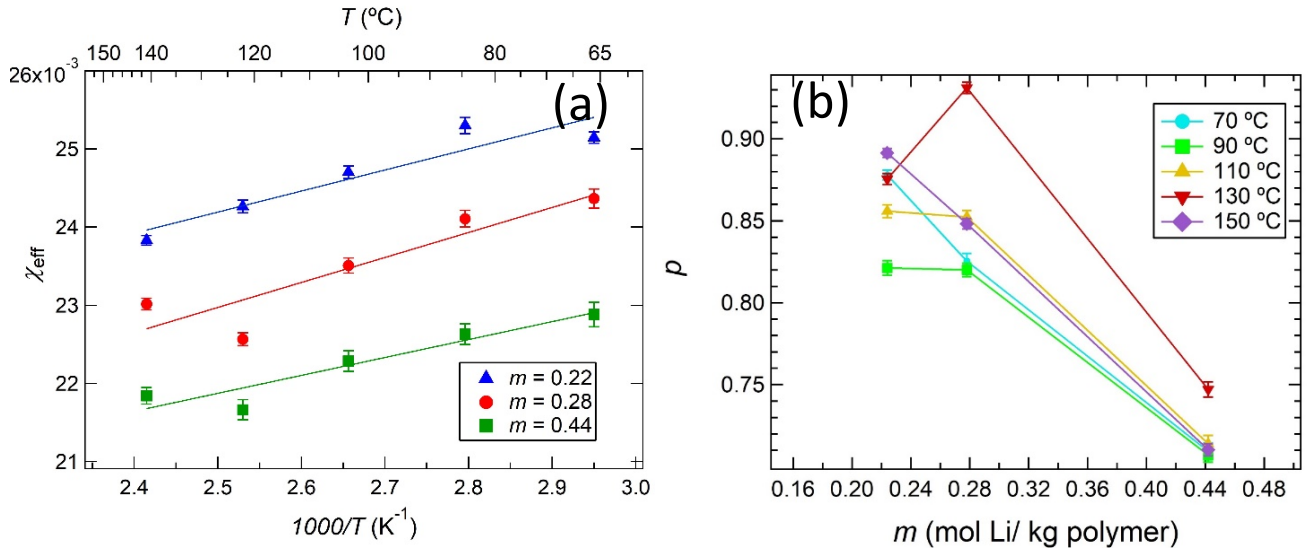 T (ºC)
150 140 120 100 80 65
26x10⁻³
25
24
23
22
21
χeff
(a)
m = 0.22
m = 0.28
m = 0.44
2.4 2.5 2.6 2.7 2.8 2.9 3.0
1000/T (K⁻¹)
(b)
0.90
0.85
0.80
0.75
p
70 ºC
90 ºC
110 ºC
130 ºC
150 ºC
0.16 0.20 0.24 0.28 0.32 0.36 0.40 0.44 0.48
m (mol Li/ kg polymer)